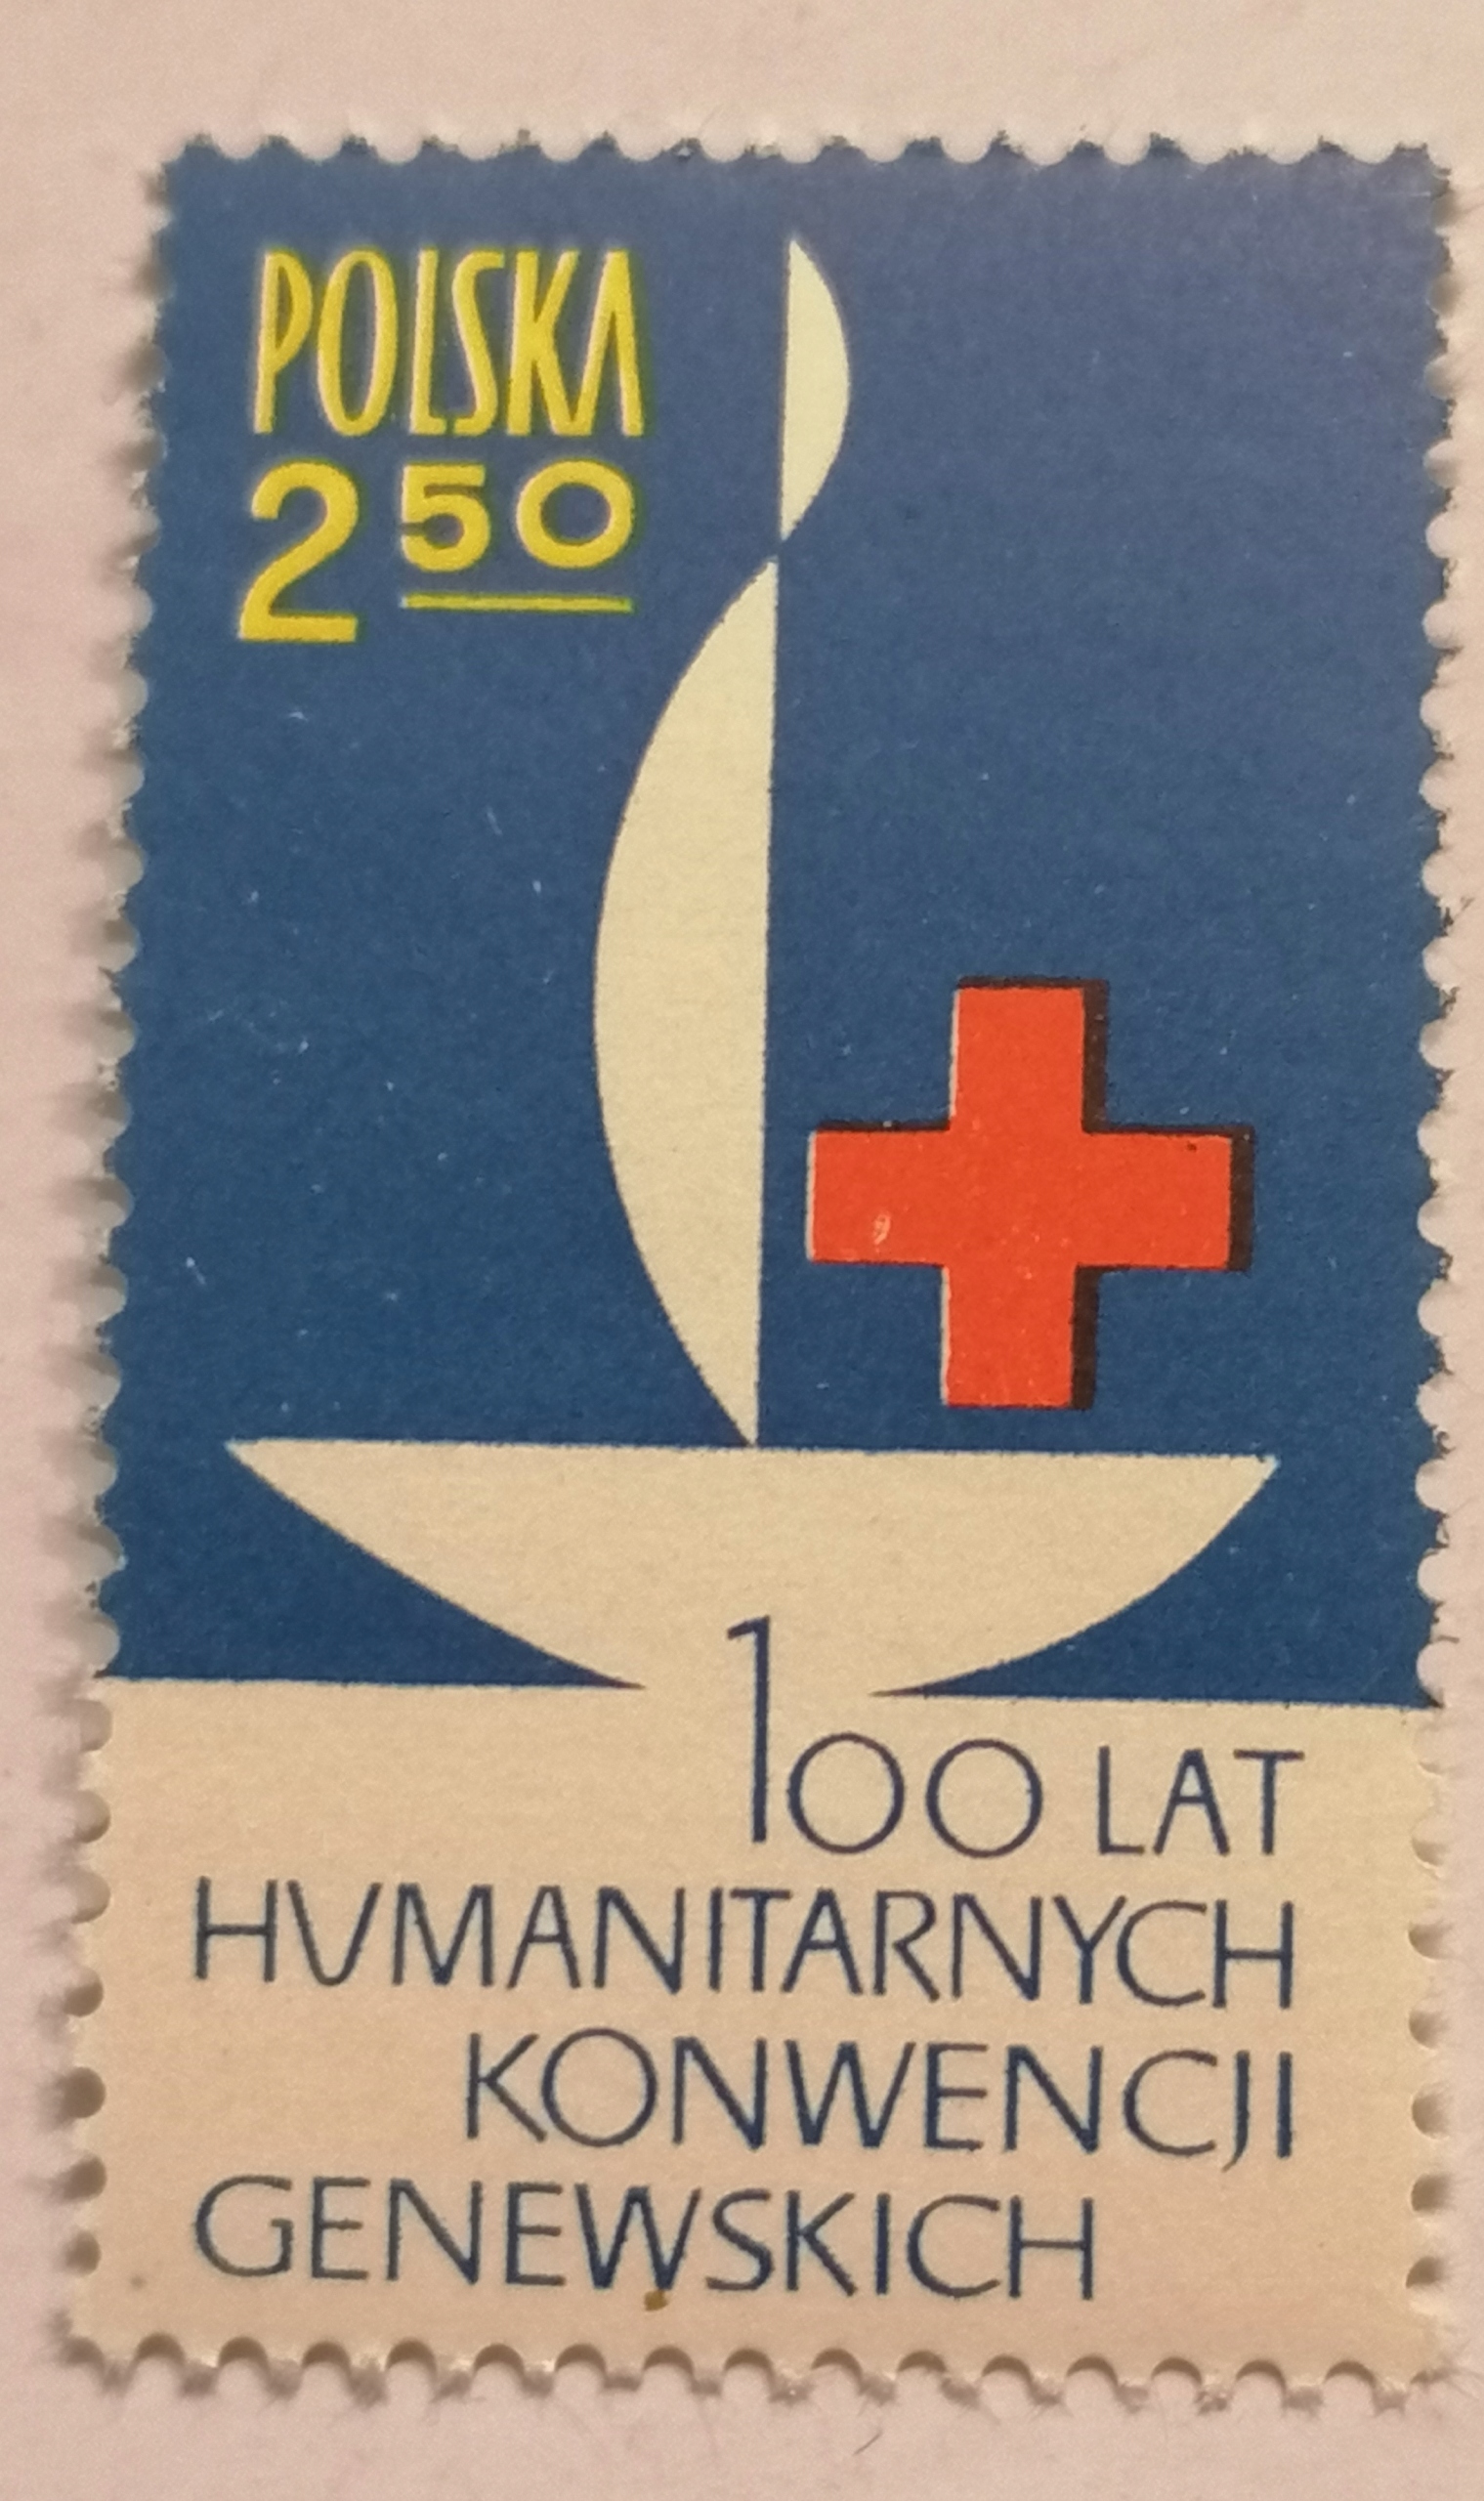 POLSKA
2 50
100 LAT
HVMANITARNYCH
KONWENCJI
GENEWSKICH